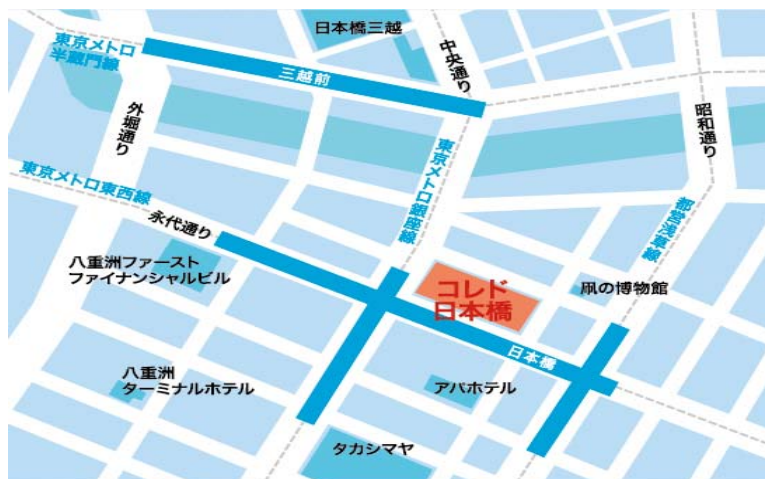 日本橋三越
中央通り
東京メトロ
半蔵門線
三越前
外堀通り
昭和通り
東京メトロ東西線
東京メトロ銀座線
都営浅草線
永代通り
八重洲ファースト
ファイナンシャルビル
コレド
日本橋
凧の博物館
日本橋
八重洲
ターミナルホテル
アパホテル
タカシマヤ